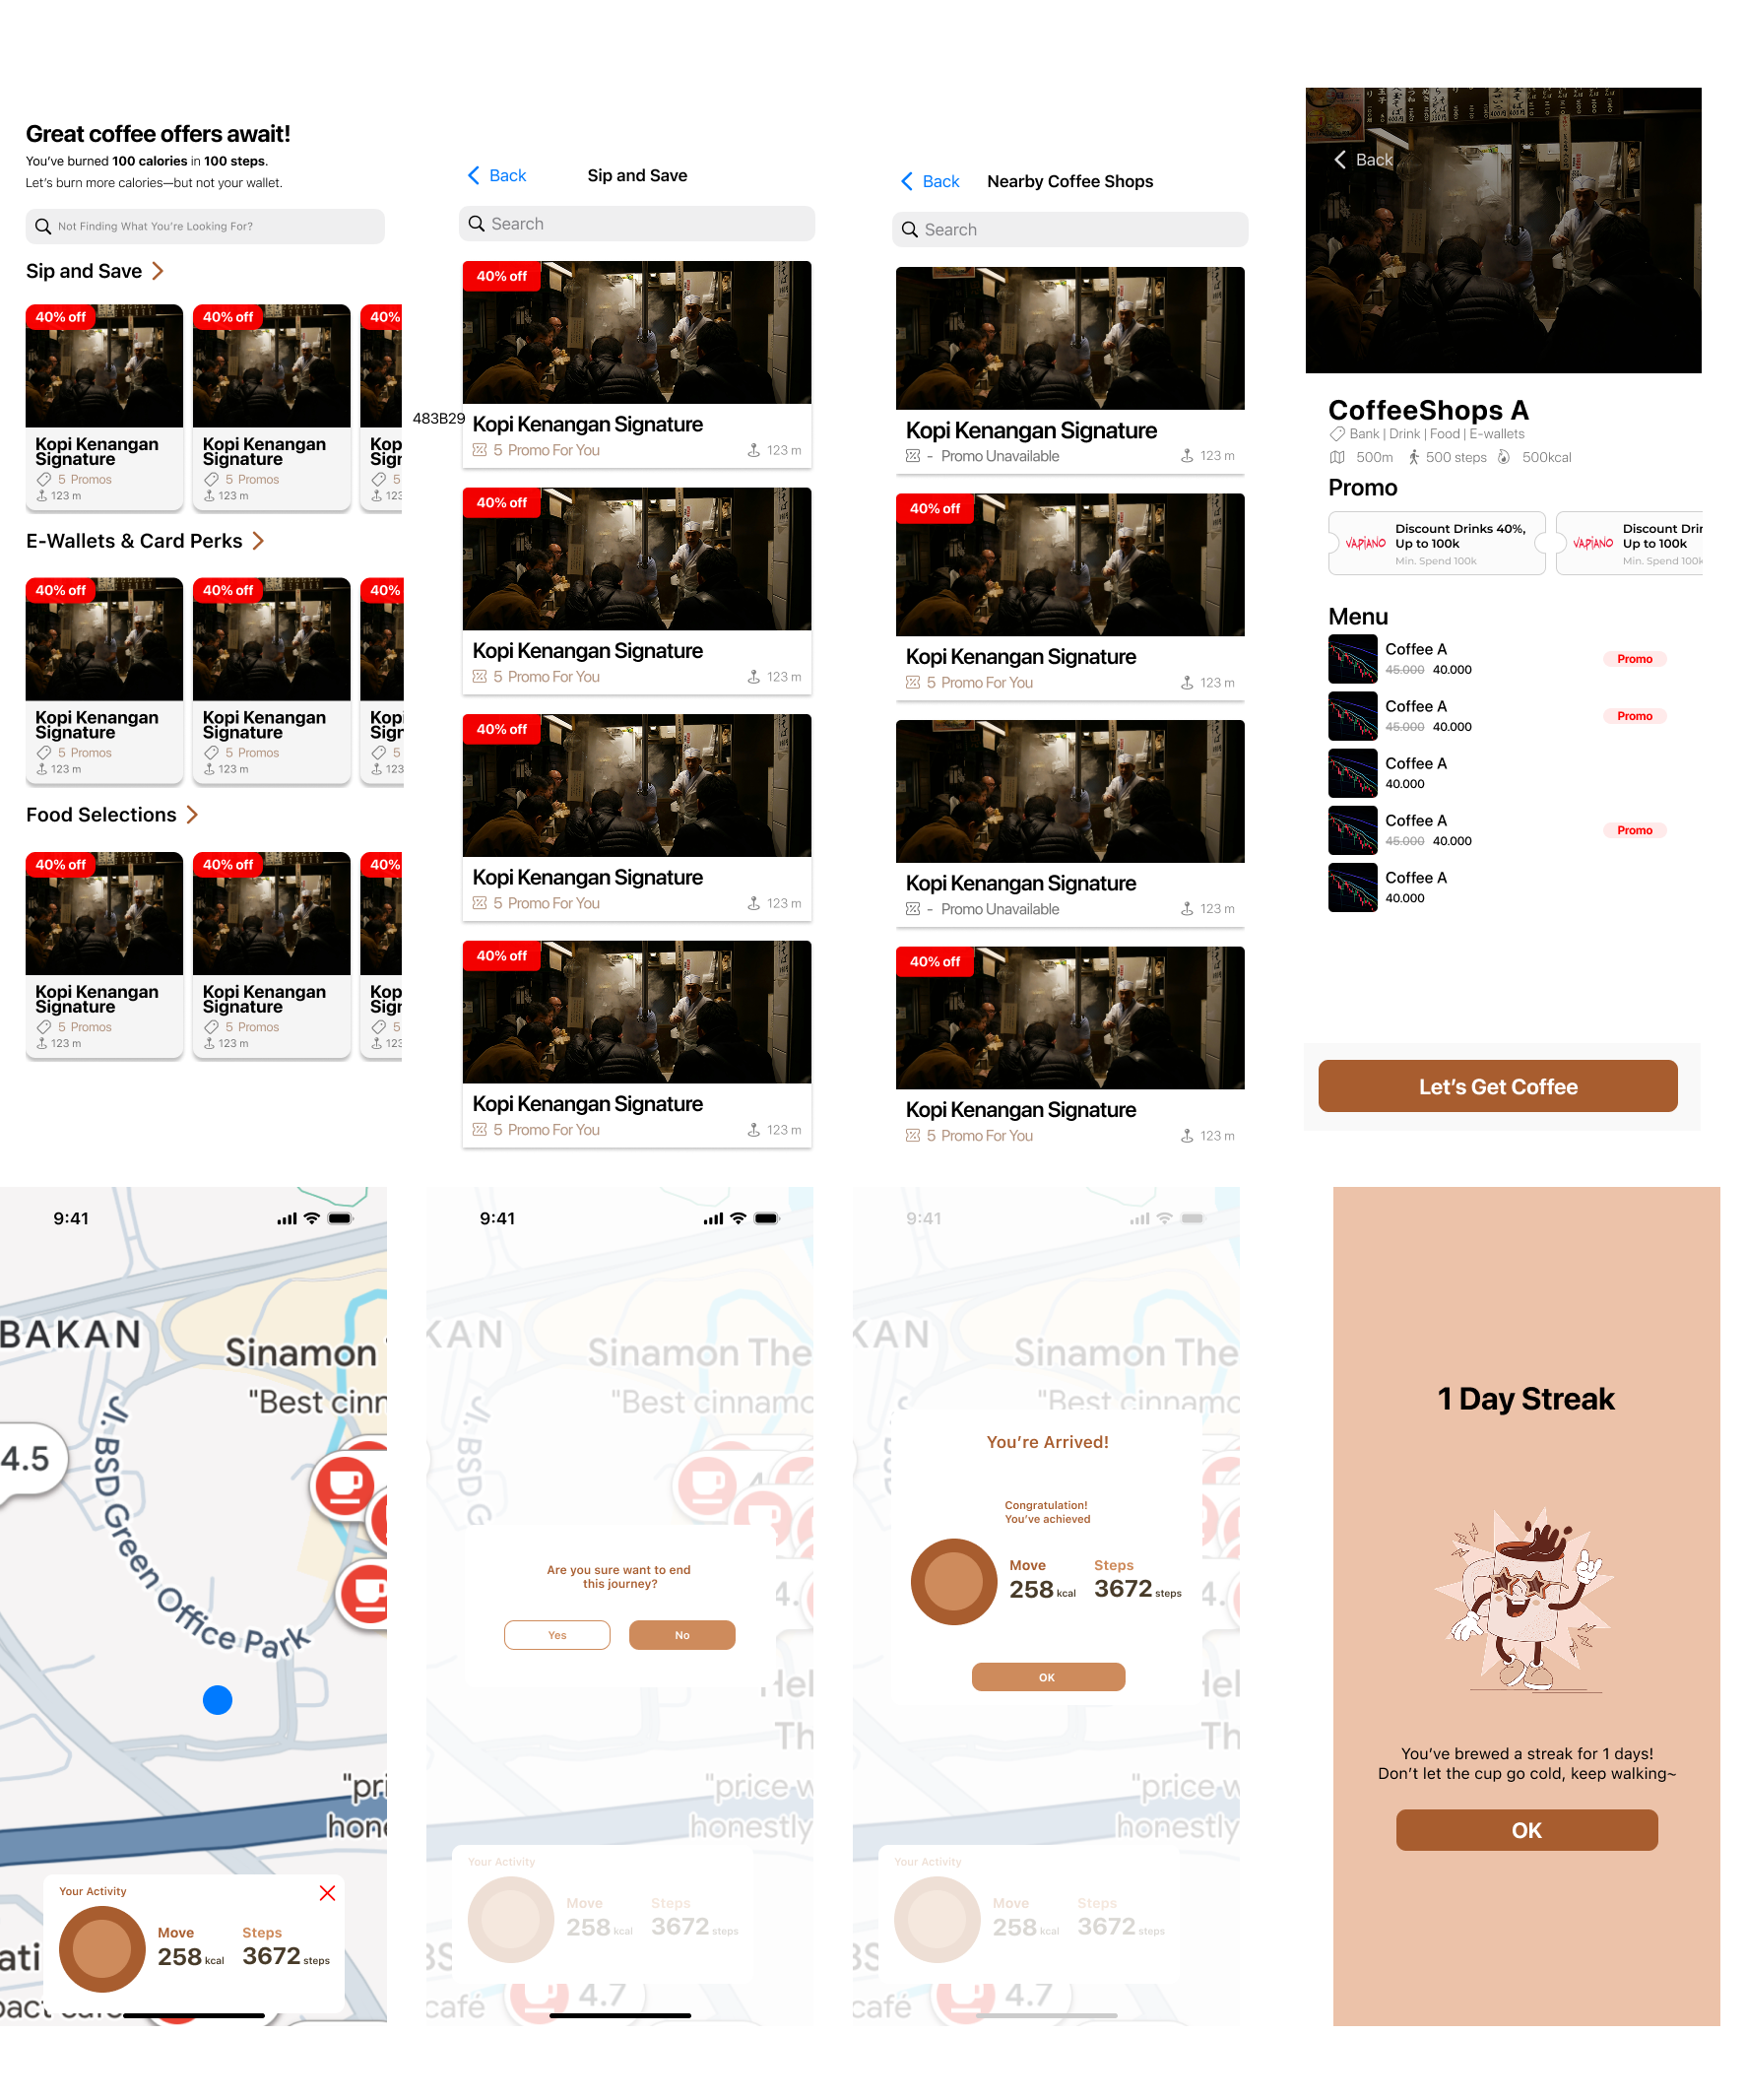 Great coffee offers await!
You've burned 100 calories in 100 steps.
Let's burn more calories—but not your wallet.
Not Finding What You're Looking For?
Sip and Save
40% off
40% off
40%
Kopi Kenangan
Signature
5 Promos
123 m
Kopi Kenangan
Signature
5 Promos
123 m
Kop
Sigr
5
123
E-Wallets & Card Perks
40% off
40% off
40%
Kopi Kenangan
Signature
5 Promos
123 m
Kopi Kenangan
Signature
5 Promos
123 m
Kopi
Sigr
5
123
Food Selections
40% off
40% off
40%
Kopi Kenangan
Signature
5 Promos
123 m
Kopi Kenangan
Signature
5 Promos
123 m
Kop
Sigr
5
123
483B29
Back
Sip and Save
Search
40% off
Kopi Kenangan Signature
5 Promo For You
123 m
40% off
Kopi Kenangan Signature
5 Promo For You
123 m
40% off
Kopi Kenangan Signature
5 Promo For You
123 m
40% off
Kopi Kenangan Signature
5 Promo For You
123 m
Back
Nearby Coffee Shops
Search
Kopi Kenangan Signature
- Promo Unavailable
123 m
40% off
Kopi Kenangan Signature
5 Promo For You
123 m
Kopi Kenangan Signature
- Promo Unavailable
123 m
40% off
Kopi Kenangan Signature
5 Promo For You
123 m
Back
CoffeeShops A
Bank | Drink | Food | E-wallets
500m 500 steps 500kcal
Promo
VAPIANO
Discount Drinks 40%,
Up to 100k
Min. Spend 100k
VAPIANO
Discount Drin
Up to 100k
Min. Spend 100k
Menu
Coffee A
45.000 40.000
Promo
Coffee A
45.000 40.000
Promo
Coffee A
40.000
Coffee A
45.000 40.000
Promo
Coffee A
40.000
Let's Get Coffee
9:41
BAKAN
Sinamon
"Best cinn
4.5
Jl. BSD Green Office Park
"pri
hone
Your Activity
Move
258 kcal
Steps
3672 steps
ati
pact café
9:41
KAN
Sinamon The
"Best cinnamo
Jl. BSD G
4.
Are you sure want to end
this journey?
Yes
No
Hel
Th
"price w
honestly
Your Activity
Move
258 kcal
Steps
3672 steps
BS
4.7
café
9:41
KAN
Sinamon The
"Best cinnamo
You're Arrived!
Congratulation!
You've achieved
Move
258 kcal
Steps
3672 steps
OK
4.
Hel
Th
"price w
honestly
Your Activity
Move
258 kcal
Steps
3672 steps
BS
4.7
café
1 Day Streak
You've brewed a streak for 1 days!
Don't let the cup go cold, keep walking~
OK